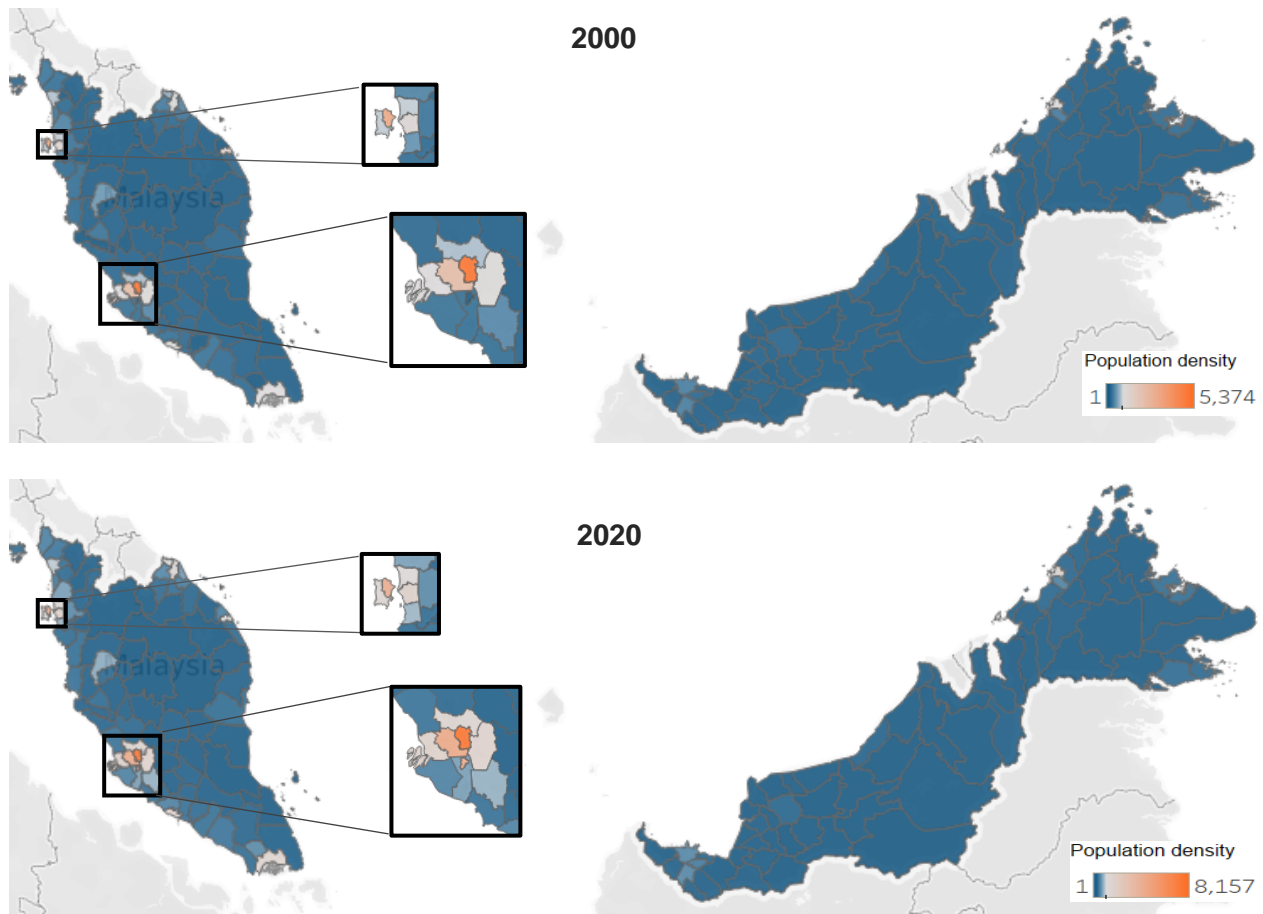 2000
Malaysia
Population density
1 5,374
2020
Malaysia
Population density
1 8,157